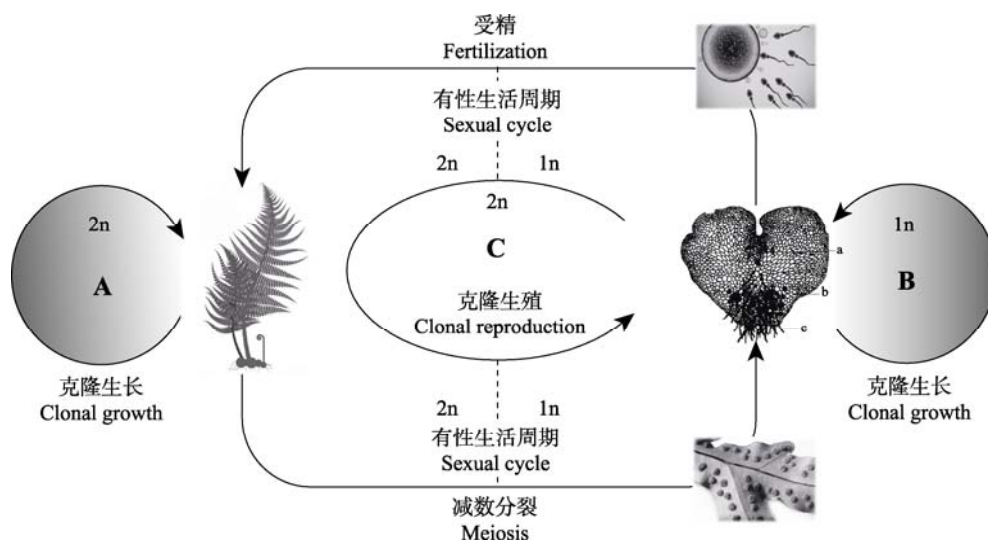 受精
Fertilization
有性生活周期
Sexual cycle
2n 1n
2n
C
克隆生殖
Clonal reproduction
2n
A
克隆生长
Clonal growth
1n
B
克隆生长
Clonal growth
a
b
c
2n 1n
有性生活周期
Sexual cycle
减数分裂
Meiosis